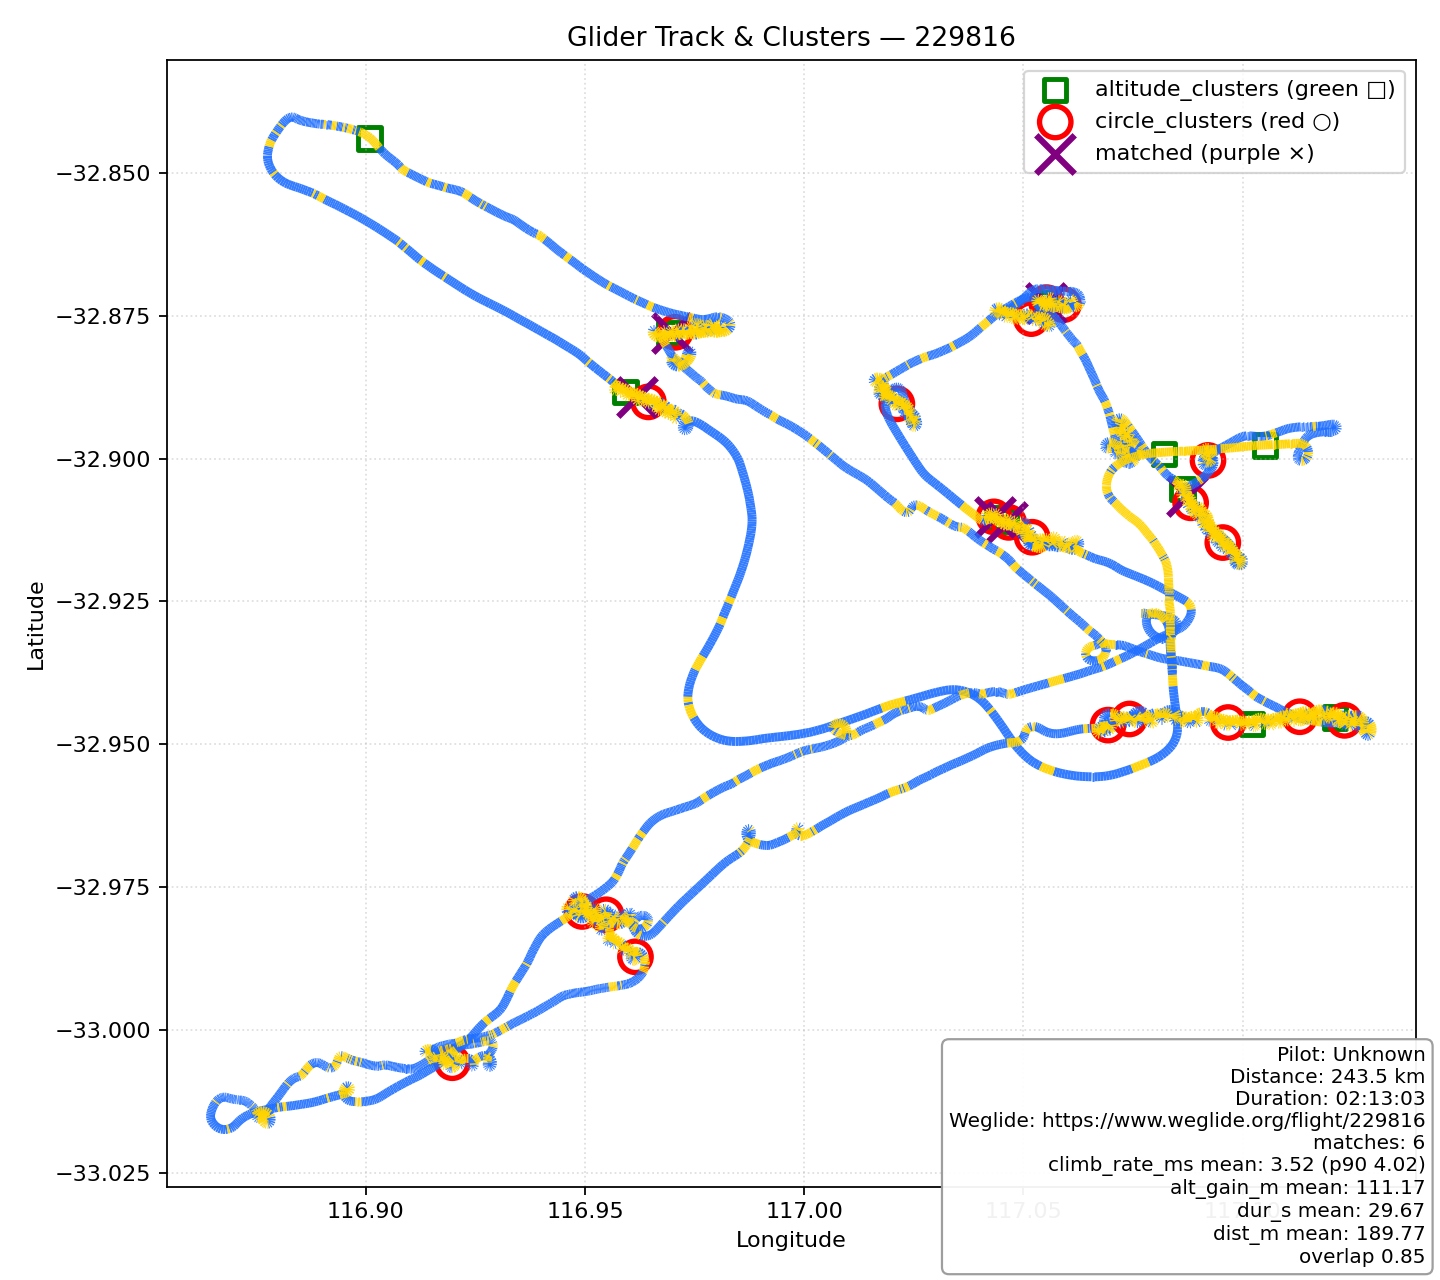 Glider Track & Clusters — 229816
altitude_clusters (green □)
circle_clusters (red ○)
matched (purple ×)
Latitude
−32.850
−32.875
−32.900
−32.925
−32.950
−32.975
−33.000
−33.025
116.90
116.95
117.00
117.05
Longitude
Pilot: Unknown
Distance: 243.5 km
Duration: 02:13:03
Weglide: https://www.weglide.org/flight/229816
matches: 6
climb_rate_ms mean: 3.52 (p90 4.02)
alt_gain_m mean: 111.17
dur_s mean: 29.67
dist_m mean: 189.77
overlap 0.85